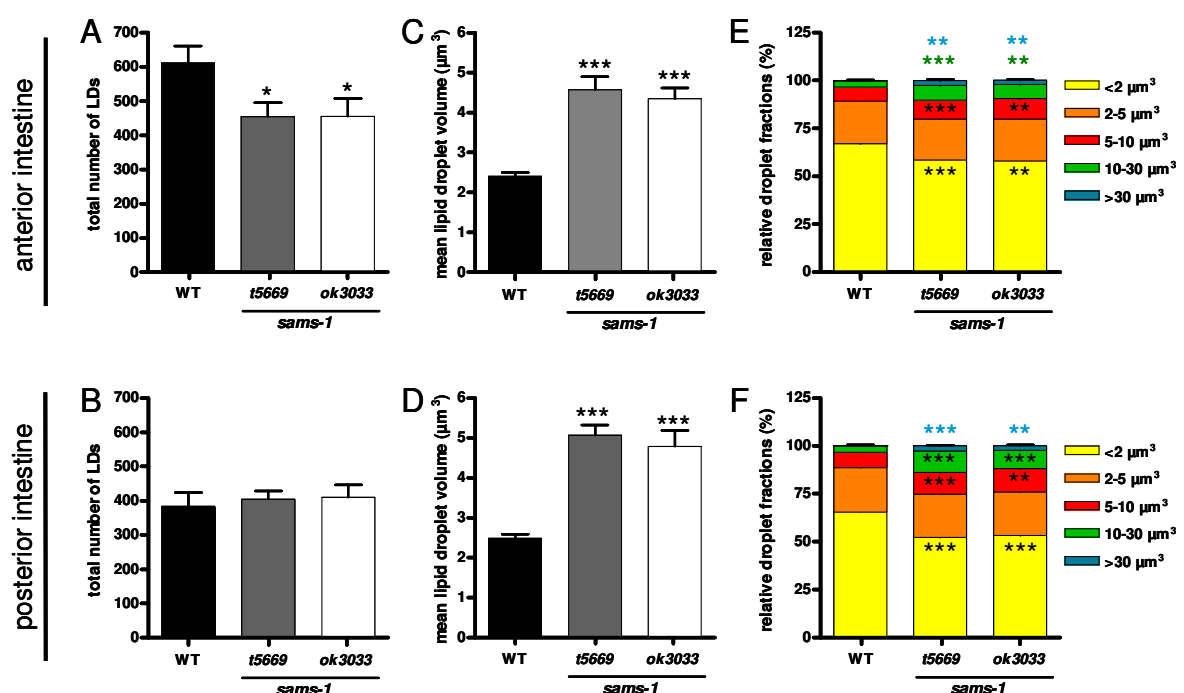 anterior intestine
A
total number of LDs
700
600
500
400
300
200
100
0
* *
WT t5669 ok3033
sams-1
C
mean lipid droplet volume (µm³)
6
5
4
3
2
1
0
*** ***
WT t5669 ok3033
sams-1
E
relative droplet fractions (%)
125
100
75
50
25
0
** **
*** **
*** **
*** **
WT t5669 ok3033
sams-1
<2 µm³
2-5 µm³
5-10 µm³
10-30 µm³
>30 µm³
posterior intestine
B
total number of LDs
700
600
500
400
300
200
100
0
WT t5669 ok3033
sams-1
D
mean lipid droplet volume (µm³)
6
5
4
3
2
1
0
*** ***
WT t5669 ok3033
sams-1
F
relative droplet fractions (%)
125
100
75
50
25
0
*** **
*** ***
*** **
*** ***
WT t5669 ok3033
sams-1
<2 µm³
2-5 µm³
5-10 µm³
10-30 µm³
>30 µm³